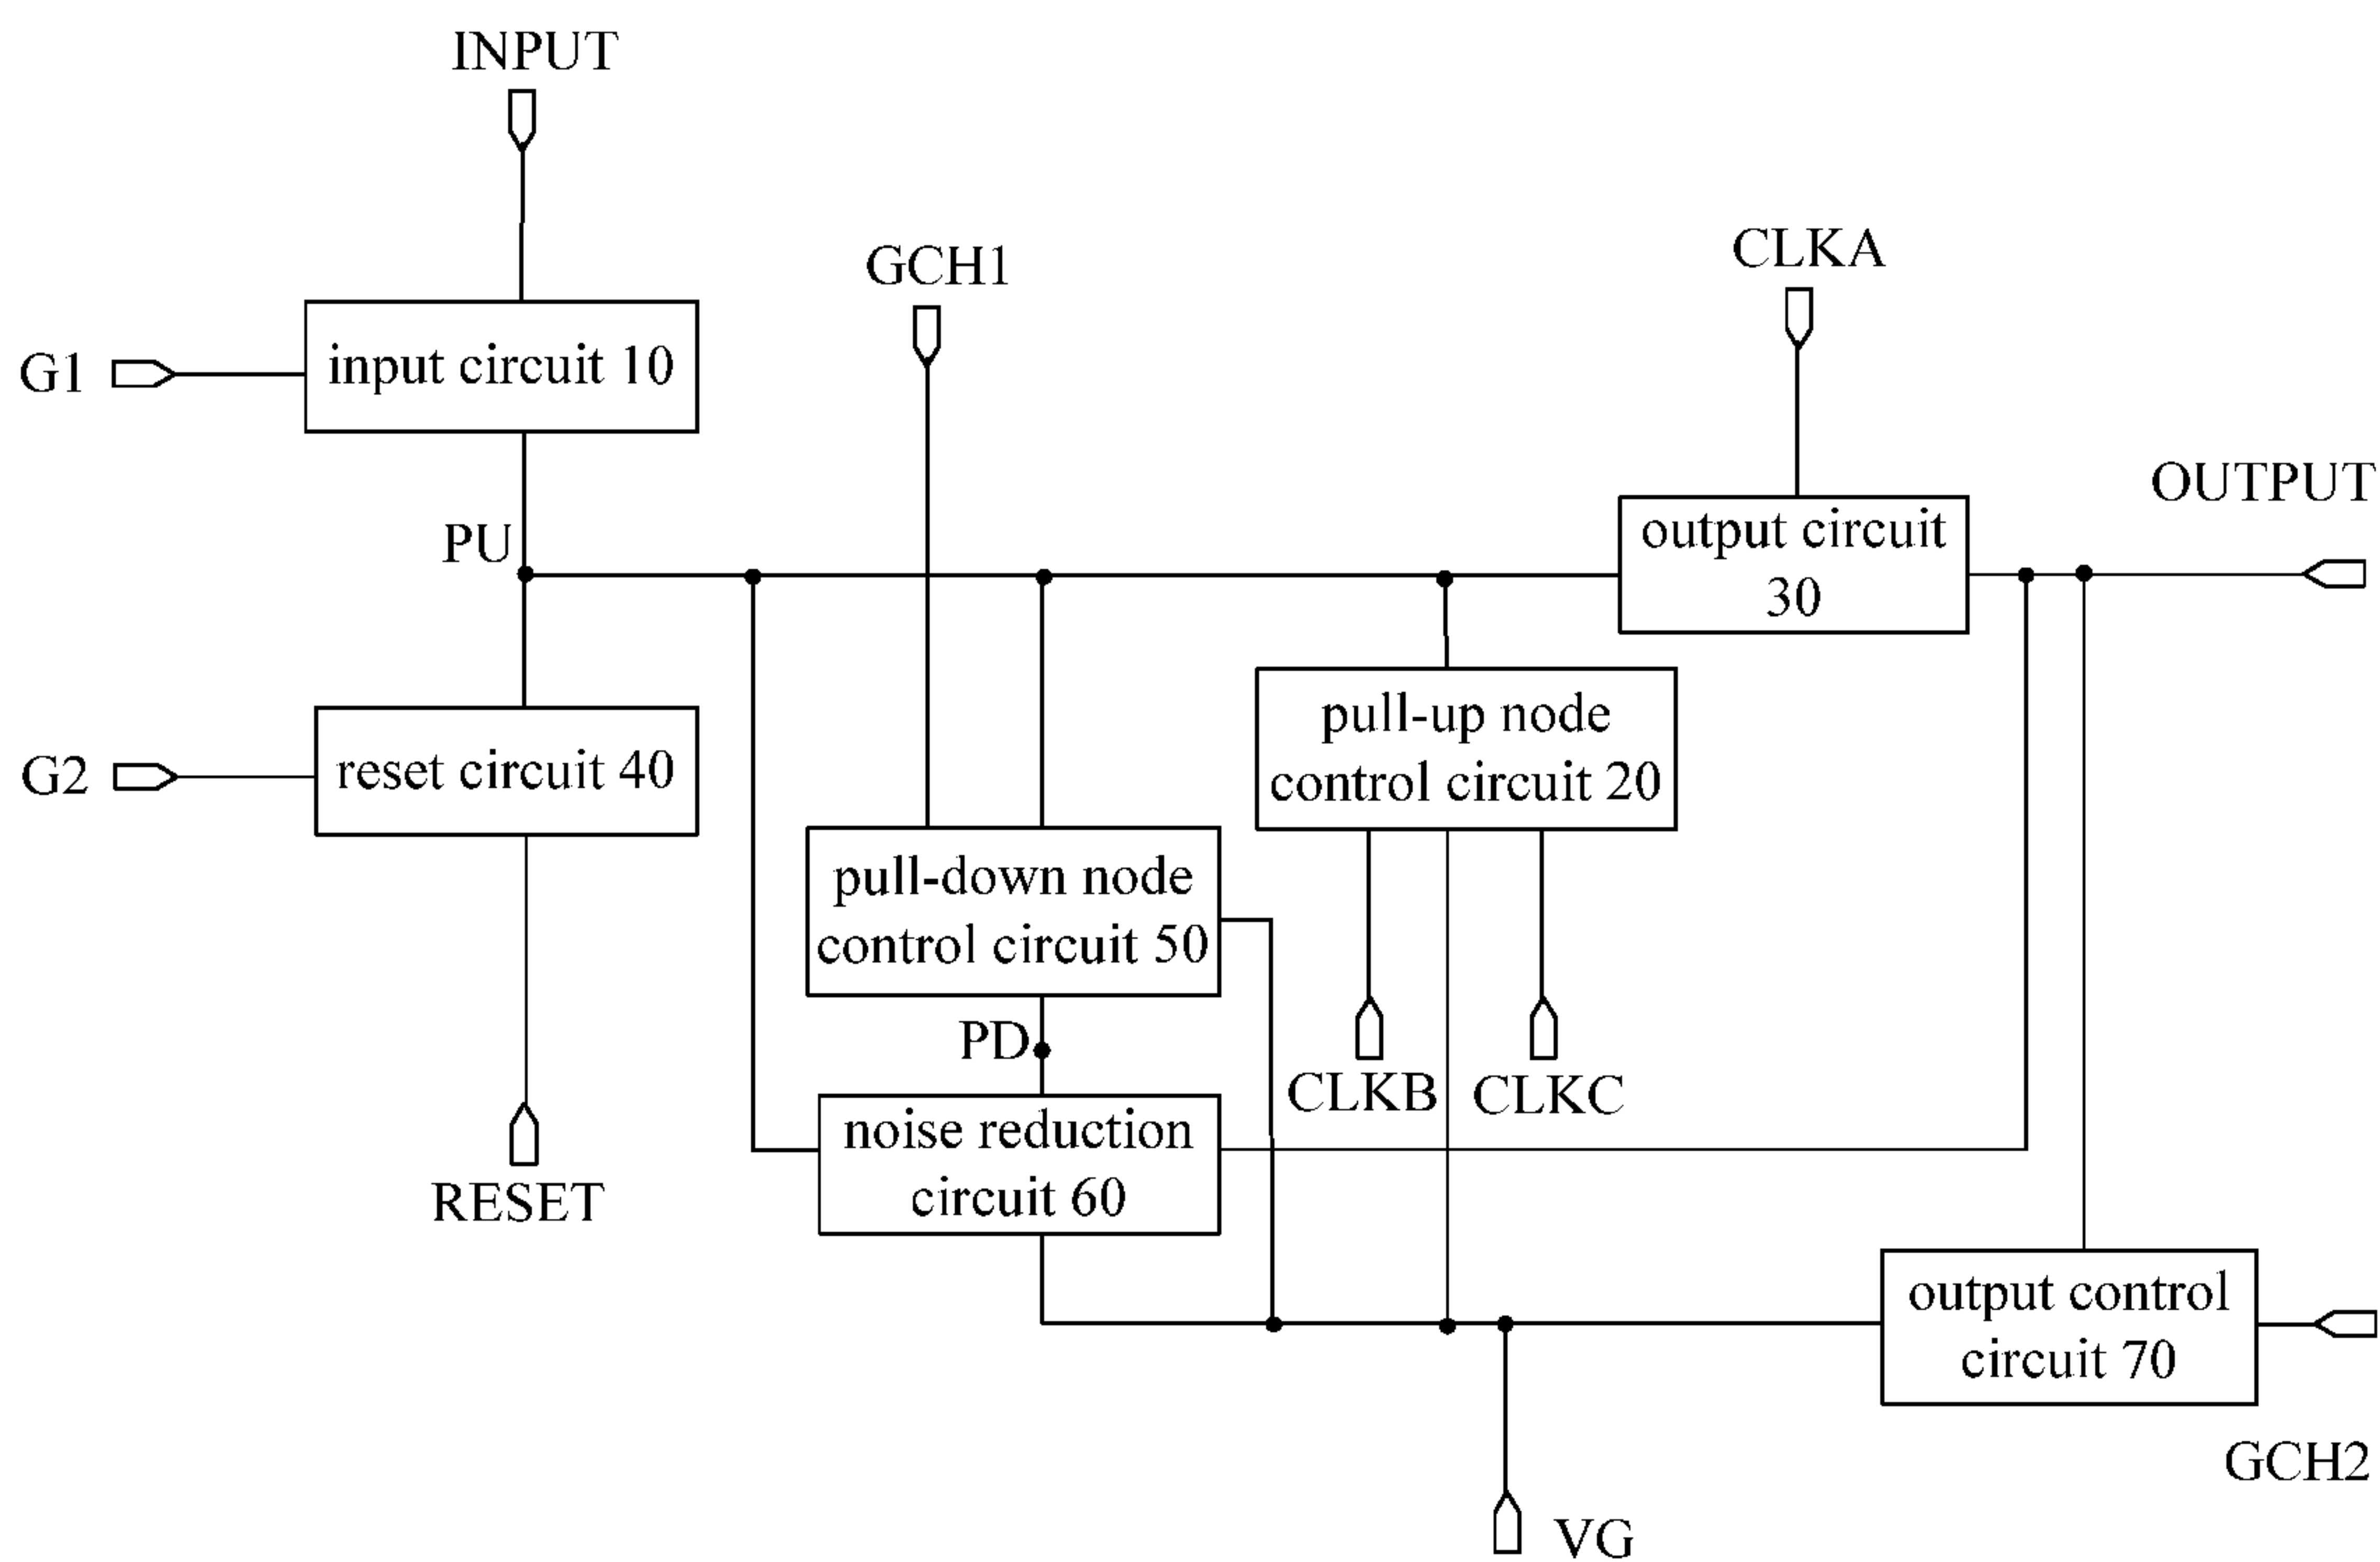 INPUT
GCH1
CLKA
G1
input circuit 10
OUTPUT
PU
output circuit
30
G2
reset circuit 40
pull-up node
control circuit 20
pull-down node
control circuit 50
PD
CLKB
CLKC
noise reduction
circuit 60
RESET
output control
circuit 70
GCH2
VG